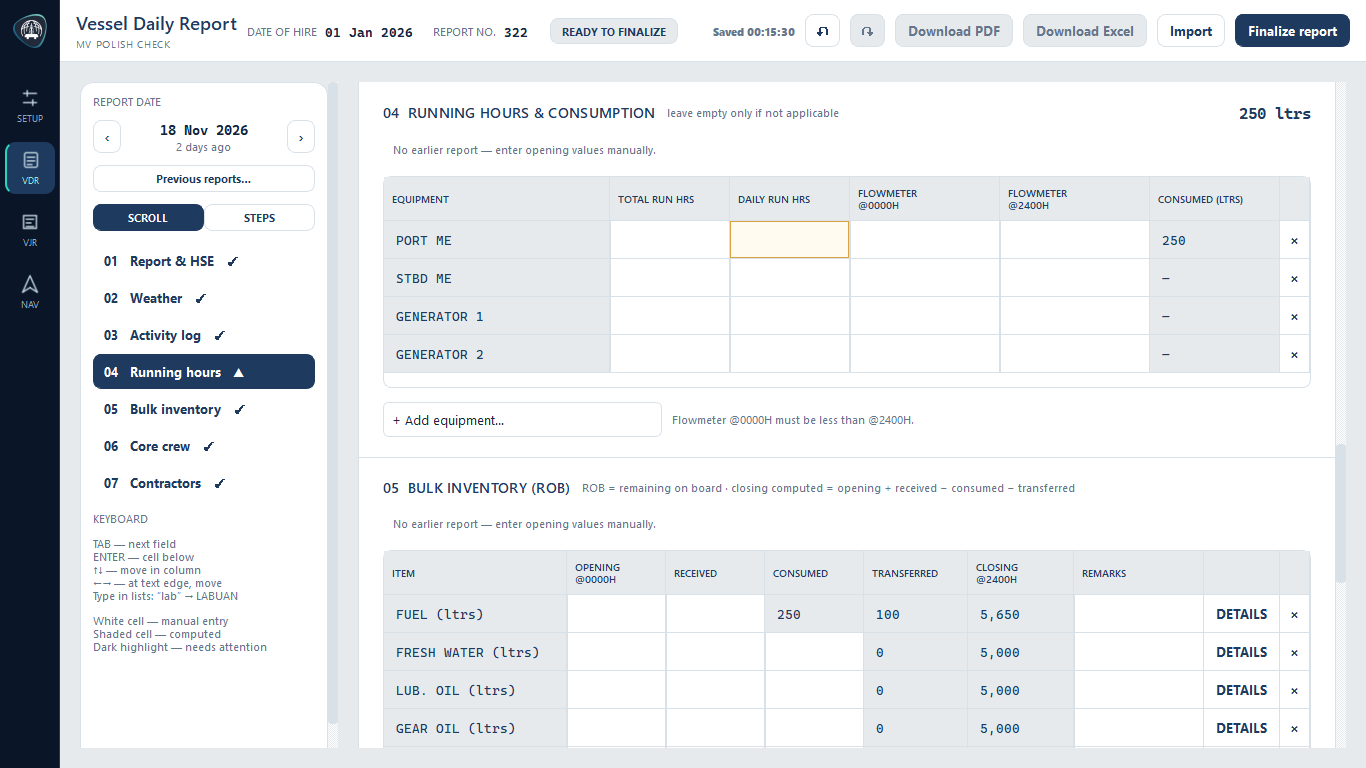 Vessel Daily Report
MV POLISH CHECK
DATE OF HIRE 01 Jan 2026
REPORT NO. 322
READY TO FINALIZE
Saved 00:15:30
Download PDF
Download Excel
Import
Finalize report
SETUP
VDR
VJR
NAV
REPORT DATE
‹ 18 Nov 2026 ›
2 days ago
Previous reports...
SCROLL STEPS
01 Report & HSE ✓
02 Weather ✓
03 Activity log ✓
04 Running hours ▲
05 Bulk inventory ✓
06 Core crew ✓
07 Contractors ✓
KEYBOARD
TAB — next field
ENTER — cell below
↑↓ — move in column
←→ — at text edge, move
Type in lists: "lab" → LABUAN
White cell — manual entry
Shaded cell — computed
Dark highlight — needs attention
04 RUNNING HOURS & CONSUMPTION leave empty only if not applicable 250 ltrs
No earlier report — enter opening values manually.
EQUIPMENT TOTAL RUN HRS DAILY RUN HRS FLOWMETER @0000H FLOWMETER @2400H CONSUMED (LTRS)
PORT ME 250 ×
STBD ME – ×
GENERATOR 1 – ×
GENERATOR 2 – ×
+ Add equipment... Flowmeter @0000H must be less than @2400H.
05 BULK INVENTORY (ROB) ROB = remaining on board · closing computed = opening + received − consumed − transferred
No earlier report — enter opening values manually.
ITEM OPENING @0000H RECEIVED CONSUMED TRANSFERRED CLOSING @2400H REMARKS
FUEL (ltrs) 250 100 5,650 DETAILS ×
FRESH WATER (ltrs) 0 5,000 DETAILS ×
LUB. OIL (ltrs) 0 5,000 DETAILS ×
GEAR OIL (ltrs) 0 5,000 DETAILS ×